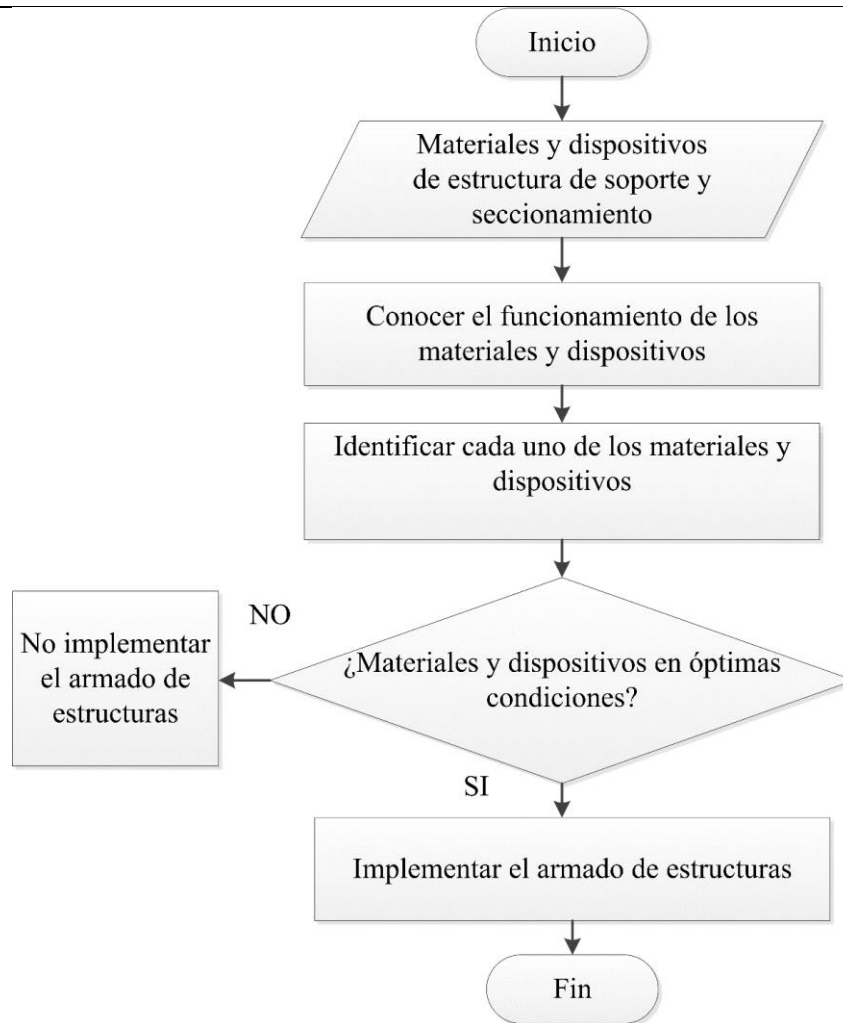 Inicio
Materiales y dispositivos
de estructura de soporte y
seccionamiento
Conocer el funcionamiento de los
materiales y dispositivos
Identificar cada uno de los materiales y
dispositivos
NO
No implementar
el armado de
estructuras
¿Materiales y dispositivos en óptimas
condiciones?
SI
Implementar el armado de estructuras
Fin